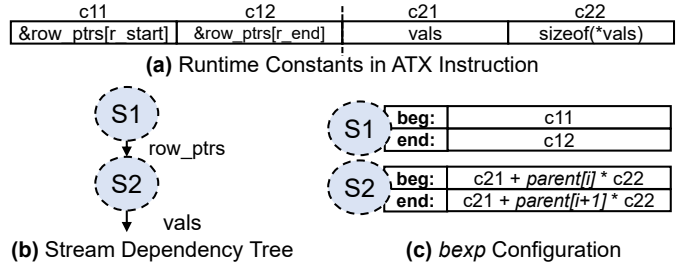 c11 c12 c21 c22
&row_ptrs[r_start] &row_ptrs[r_end] vals sizeof(*vals)
(a) Runtime Constants in ATX Instruction
S1
row_ptrs
S2
vals
(b) Stream Dependency Tree
S1
beg: c11
end: c12
S2
beg: c21 + parent[i] * c22
end: c21 + parent[i+1] * c22
(c) bexp Configuration